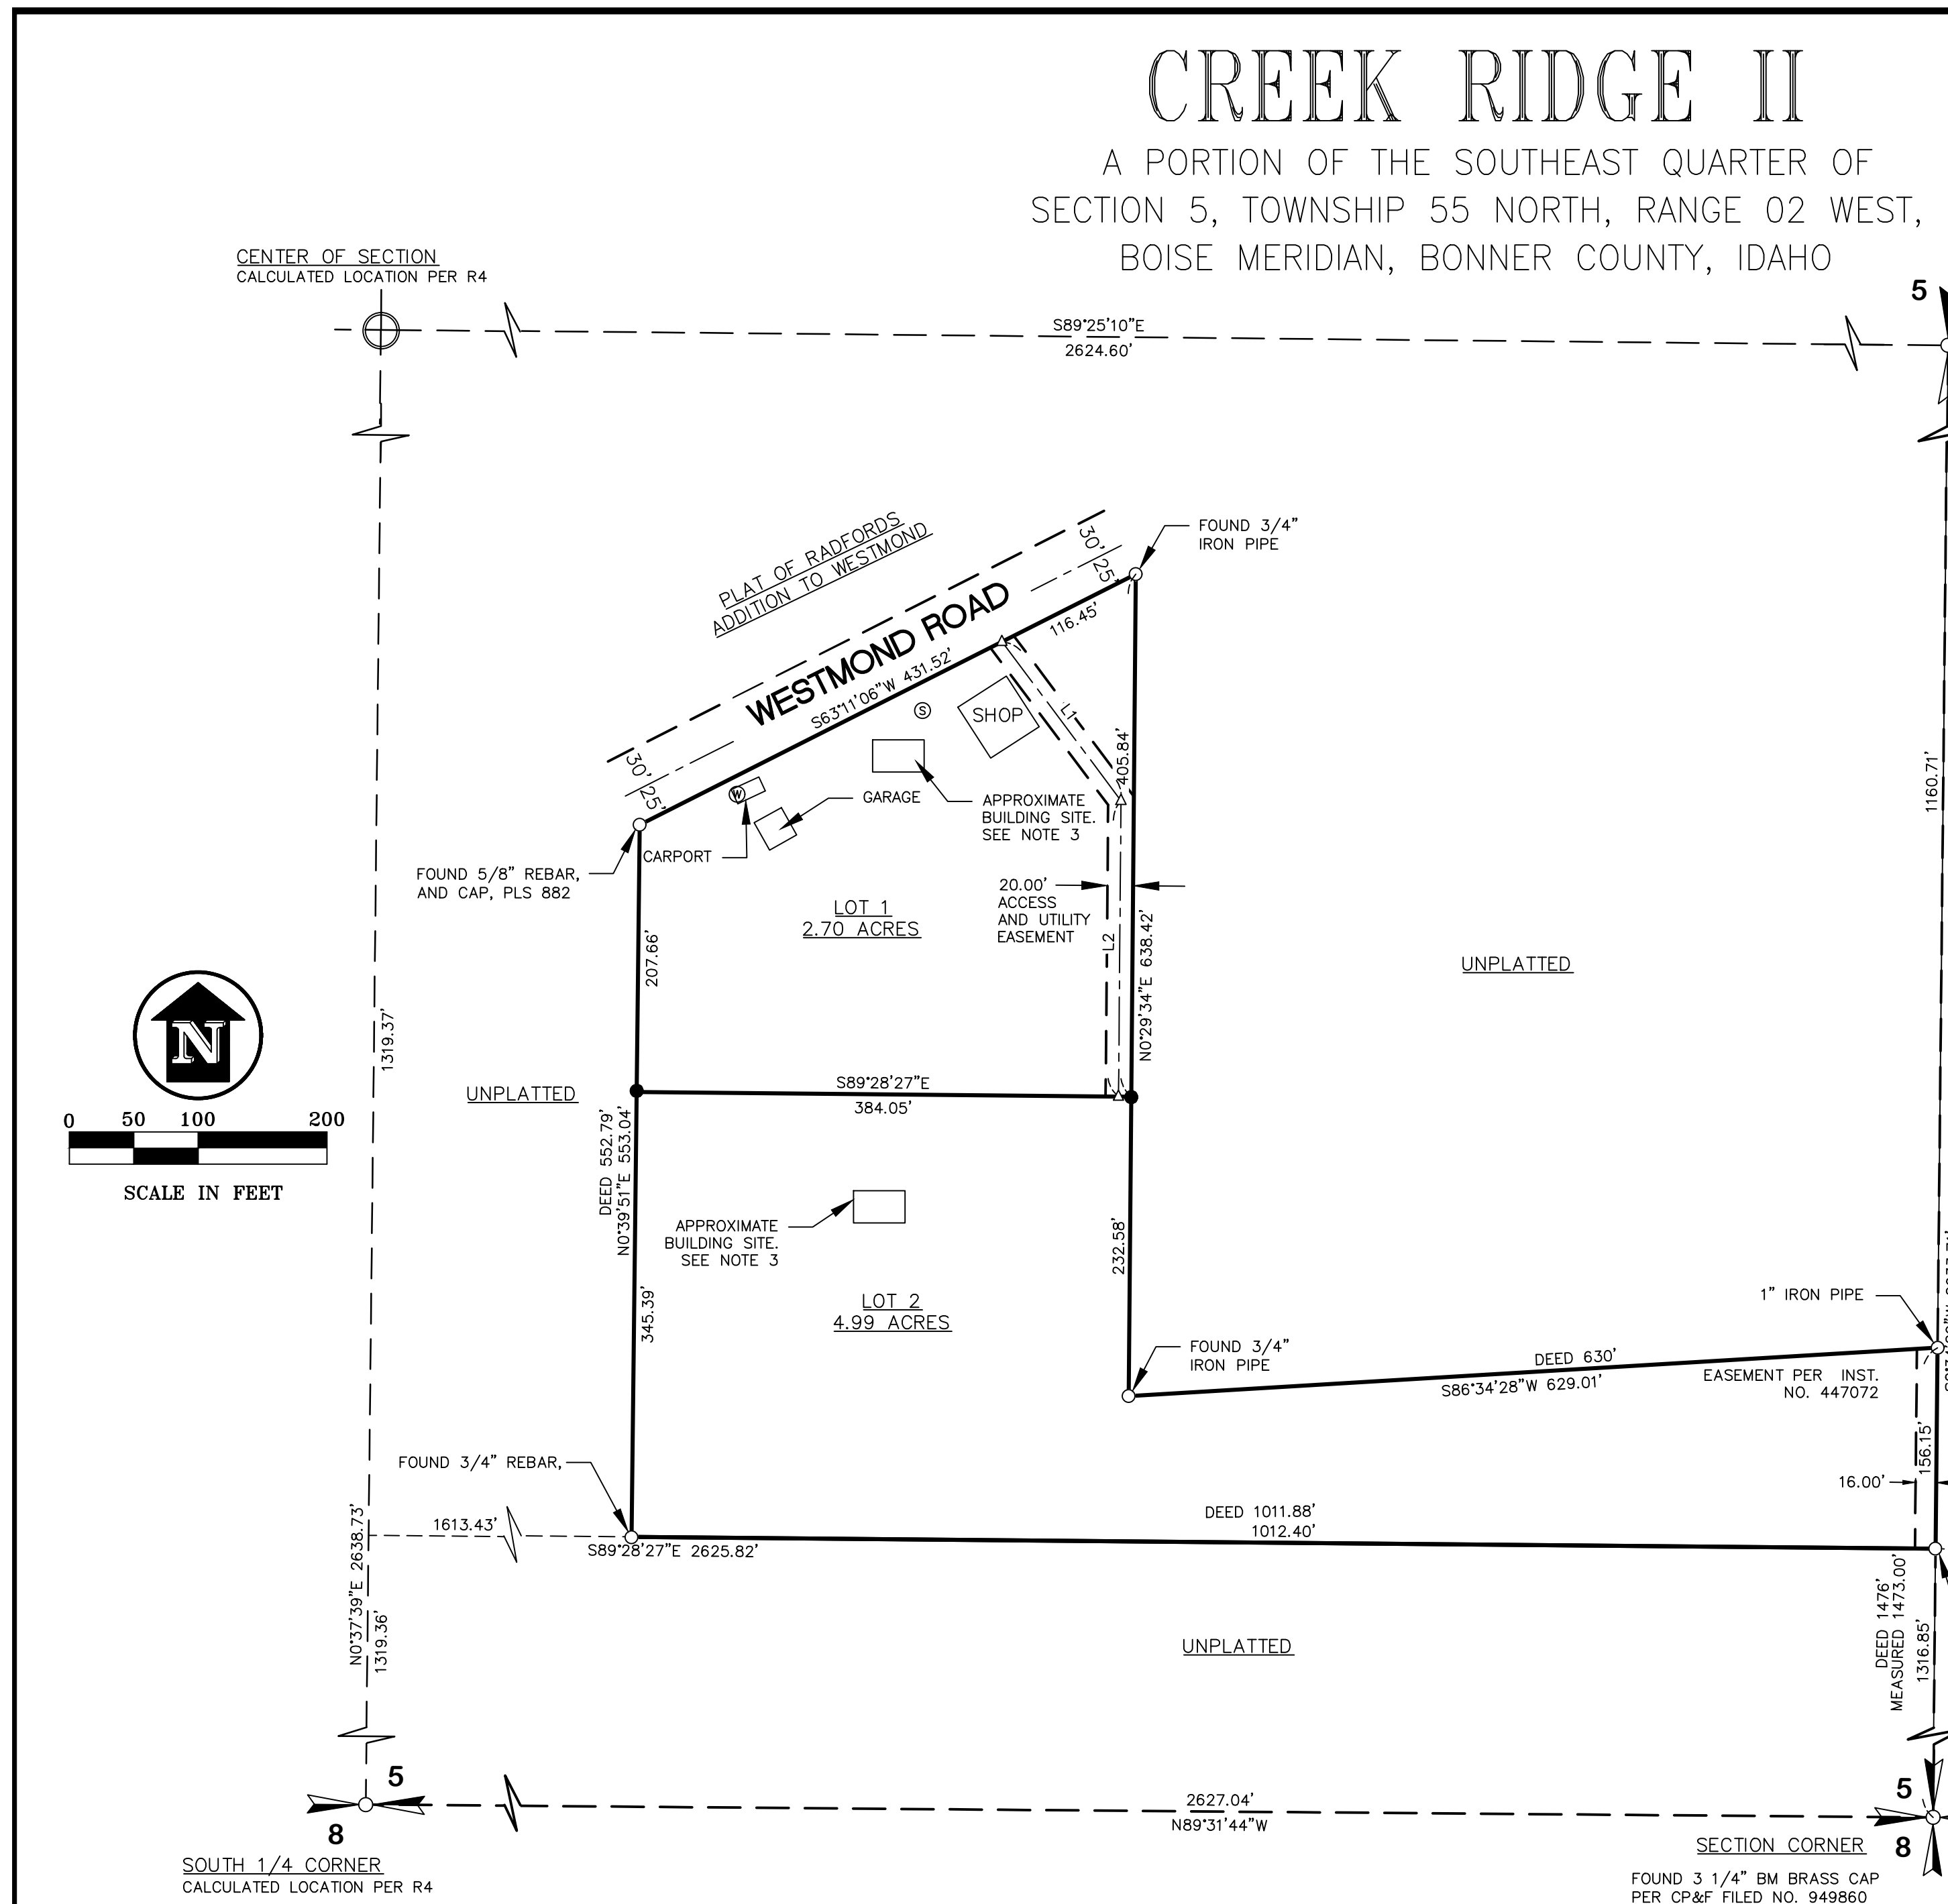 CREEK RIDGE II
A PORTION OF THE SOUTHEAST QUARTER OF
SECTION 5, TOWNSHIP 55 NORTH, RANGE 02 WEST,
BOISE MERIDIAN, BONNER COUNTY, IDAHO
CENTER OF SECTION
CALCULATED LOCATION PER R4
5
S89°25'10"E
2624.60'
PLAT OF RADFORDS
ADDITION TO WESTMOND
30'
25'
FOUND 3/4"
IRON PIPE
WESTMOND ROAD
116.45'
S63°11'06"W 431.52'
S
SHOP
L1
405.84'
1160.71'
30'
25'
W
GARAGE
APPROXIMATE
BUILDING SITE.
SEE NOTE 3
CARPORT
FOUND 5/8" REBAR,
AND CAP, PLS 882
20.00'
ACCESS
AND UTILITY
EASEMENT
LOT 1
2.70 ACRES
L2
N0°29'34"E 638.42'
207.66'
UNPLATTED
N
1319.37'
UNPLATTED
S89°28'27"E
384.05'
0 50 100 200
SCALE IN FEET
DEED 552.79'
N0°39'51"E 553.04'
APPROXIMATE
BUILDING SITE.
SEE NOTE 3
232.58'
345.39'
LOT 2
4.99 ACRES
1" IRON PIPE
FOUND 3/4"
IRON PIPE
DEED 630'
S86°34'28"W 629.01'
EASEMENT PER INST.
NO. 447072
156.15'
16.00'
FOUND 3/4" REBAR,
1613.43'
DEED 1011.88'
1012.40'
S89°28'27"E 2625.82'
N0°37'39"E 2638.73'
1319.36'
DEED 1476'
MEASURED 1473.00'
1316.85'
UNPLATTED
5
8
2627.04'
N89°31'44"W
5
8
SOUTH 1/4 CORNER
CALCULATED LOCATION PER R4
SECTION CORNER
FOUND 3 1/4" BM BRASS CAP
PER CP&F FILED NO. 949860